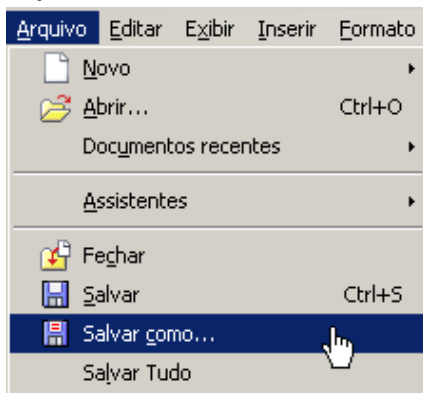 Arquivo Editar Exibir Inserir Formato
Novo
Abrir... Ctrl+O
Documentos recentes
Assistentes
Fechar
Salvar Ctrl+S
Salvar como...
Salvar Tudo